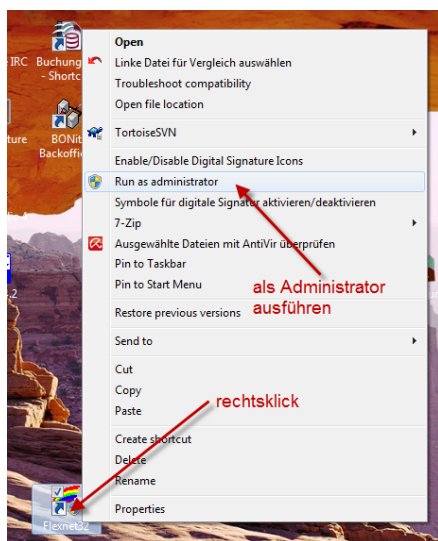 IRC
Buchung
- Shortc
ture
BONit
Backoffi
.2
Open
Linke Datei für Vergleich auswählen
Troubleshoot compatibility
Open file location
TortoiseSVN
Enable/Disable Digital Signature Icons
Run as administrator
Symbole für digitale Signatur aktivieren/deaktivieren
7-Zip
Ausgewählte Dateien mit AntiVir überprüfen
Pin to Taskbar
Pin to Start Menu
als Administrator
ausführen
Restore previous versions
Send to
Cut
Copy
rechtsklick
Paste
Create shortcut
Delete
Rename
Properties
Flexnet32